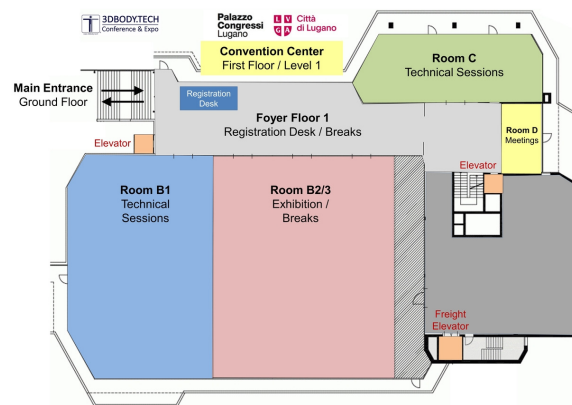 3DBODY.TECH
Conference & Expo
Palazzo
Congressi
Lugano
LV
GA
Città
di Lugano
Convention Center
First Floor / Level 1
Room C
Technical Sessions
Main Entrance
Ground Floor
Registration
Desk
Foyer Floor 1
Registration Desk / Breaks
Elevator
Room D
Meetings
Elevator
Room B1
Technical
Sessions
Room B2/3
Exhibition /
Breaks
Freight
Elevator